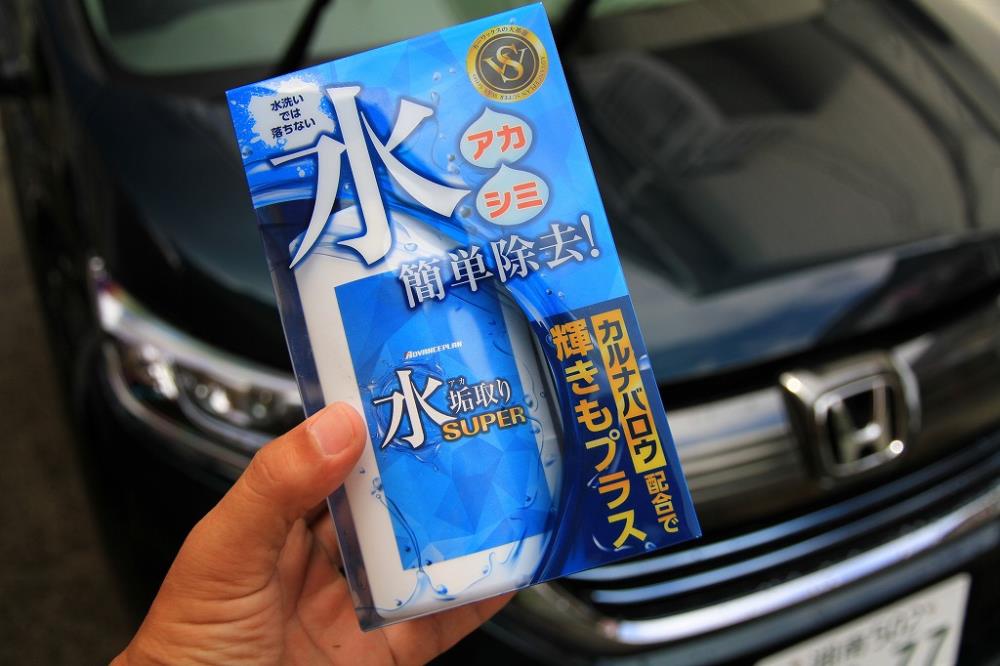 水洗い
では
落ちない
水
アカ
シミ
簡単除去!
ADVANCEPLAN
アカ
水垢取り
SUPER
カルナバロウ配合で
輝きもプラス